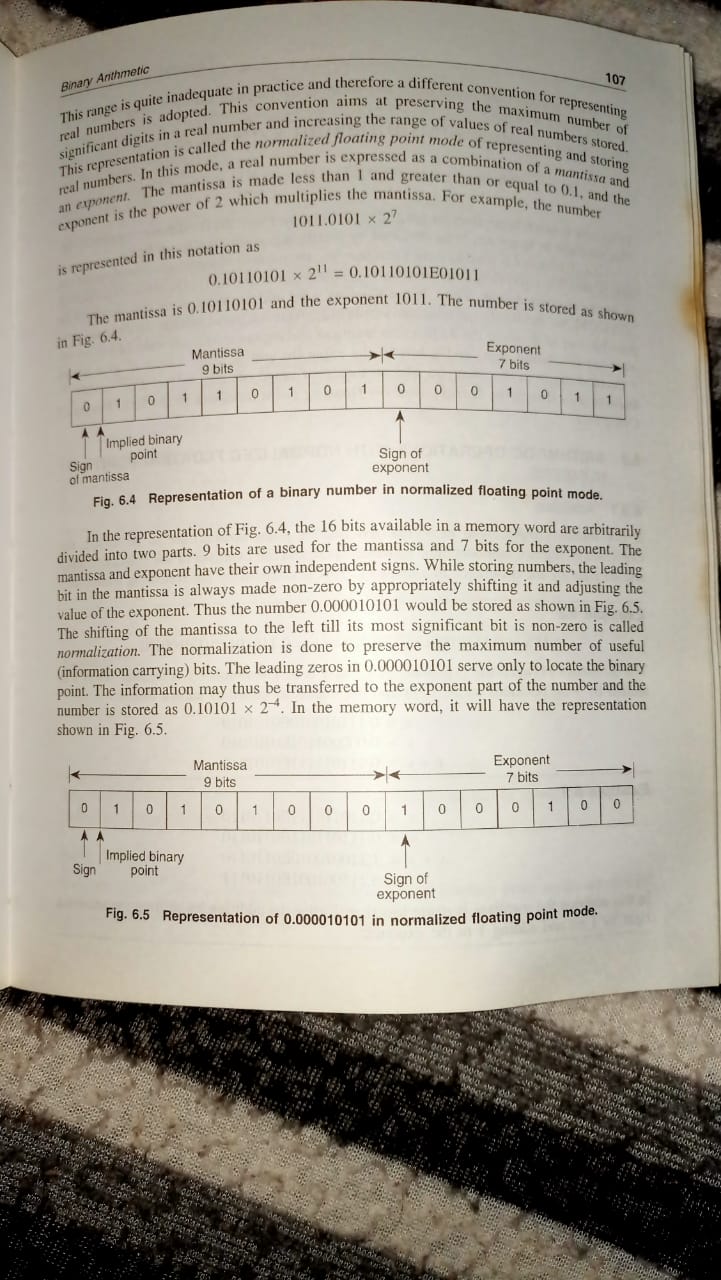 Binary Arithmetic 107
This range is quite inadequate in practice and therefore a different convention for representing
real numbers is adopted. This convention aims at preserving the maximum number of
significant digits in a real number and increasing the range of values of real numbers stored.
This representation is called the normalized floating point mode of representing and storing
real numbers. In this mode, a real number is expressed as a combination of a mantissa and
an exponent. The mantissa is made less than 1 and greater than or equal to 0.1, and the
exponent is the power of 2 which multiplies the mantissa. For example, the number
1011.0101 × 2⁷
is represented in this notation as
0.10110101 × 2¹¹ = 0.10110101E01011
The mantissa is 0.10110101 and the exponent 1011. The number is stored as shown
in Fig. 6.4.
Mantissa Exponent
9 bits 7 bits
0 1 0 1 1 0 1 0 1 0 0 0 1 0 1 1
Implied binary
point
Sign
of mantissa
Sign of
exponent
Fig. 6.4 Representation of a binary number in normalized floating point mode.
In the representation of Fig. 6.4, the 16 bits available in a memory word are arbitrarily
divided into two parts. 9 bits are used for the mantissa and 7 bits for the exponent. The
mantissa and exponent have their own independent signs. While storing numbers, the leading
bit in the mantissa is always made non-zero by appropriately shifting it and adjusting the
value of the exponent. Thus the number 0.000010101 would be stored as shown in Fig. 6.5.
The shifting of the mantissa to the left till its most significant bit is non-zero is called
normalization. The normalization is done to preserve the maximum number of useful
(information carrying) bits. The leading zeros in 0.000010101 serve only to locate the binary
point. The information may thus be transferred to the exponent part of the number and the
number is stored as 0.10101 × 2⁻⁴. In the memory word, it will have the representation
shown in Fig. 6.5.
Mantissa Exponent
9 bits 7 bits
0 1 0 1 0 1 0 0 0 1 0 0 0 1 0 0
Implied binary
point
Sign
Sign of
exponent
Fig. 6.5 Representation of 0.000010101 in normalized floating point mode.